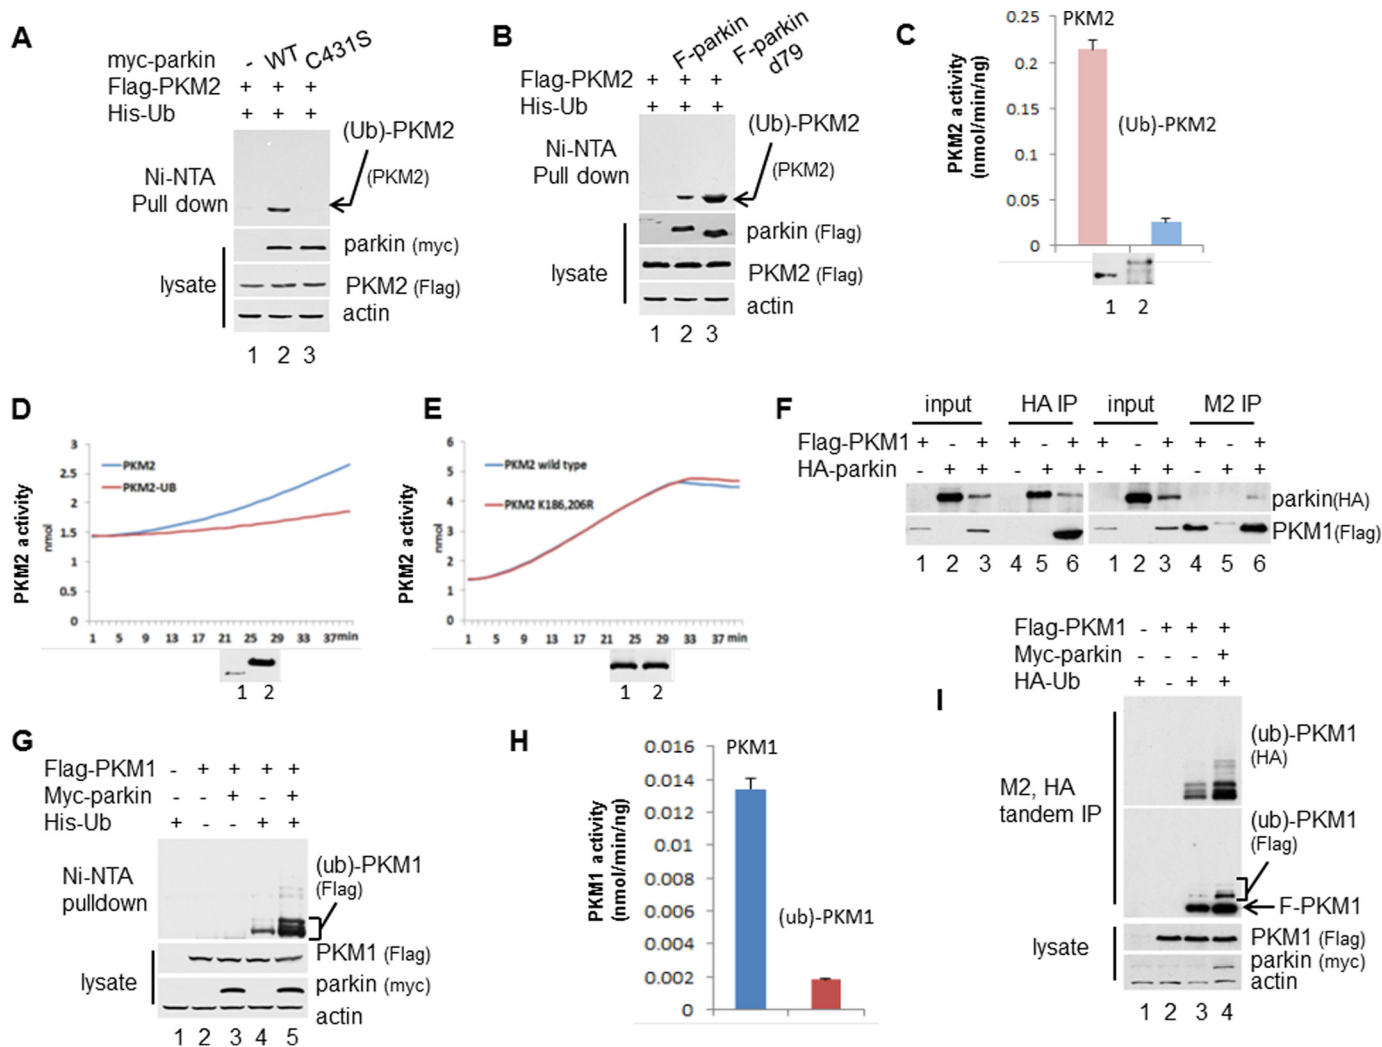 A
myc-parkin - WT C431S
Flag-PKM2 + + +
His-Ub + + +
(Ub)-PKM2
(PKM2)
Ni-NTA
Pull down
parkin (myc)
lysate
PKM2 (Flag)
actin
1 2 3
B
F-parkin
F-parkin
d79
Flag-PKM2 + + +
His-Ub + + +
(Ub)-PKM2
(PKM2)
Ni-NTA
Pull down
parkin (Flag)
lysate
PKM2 (Flag)
actin
1 2 3
C
PKM2 activity
(nmol/min/ng)
0.25
0.2
0.15
0.1
0.05
0
PKM2
(Ub)-PKM2
1 2
D
PKM2 activity
nmol
3
2.5
2
1.5
1
0.5
0
PKM2
PKM2-UB
1 5 9 13 17 21 25 29 33 37min
1 2
E
PKM2 activity
nmol
6
5
4
3
2
1
0
PKM2 wild type
PKM2 K186,206R
1 5 9 13 17 21 25 29 33 37 min
1 2
F
input HA IP input M2 IP
Flag-PKM1 + - + + - + + - + + - +
HA-parkin - + + - + + - + + - + +
parkin(HA)
PKM1(Flag)
1 2 3 4 5 6 1 2 3 4 5 6
G
Flag-PKM1 - + + + +
Myc-parkin - - + - +
His-Ub + - - + +
Ni-NTA
pulldown
(ub)-PKM1
(Flag)
PKM1 (Flag)
lysate
parkin (myc)
actin
1 2 3 4 5
H
PKM1 activity
(nmol/min/ng)
0.016
0.014
0.012
0.01
0.008
0.006
0.004
0.002
0
PKM1
(ub)-PKM1
I
Flag-PKM1 - + + +
Myc-parkin - - - +
HA-Ub + - + +
(ub)-PKM1
(HA)
M2, HA
tandem IP
(ub)-PKM1
(Flag)
F-PKM1
lysate
PKM1 (Flag)
parkin (myc)
actin
1 2 3 4